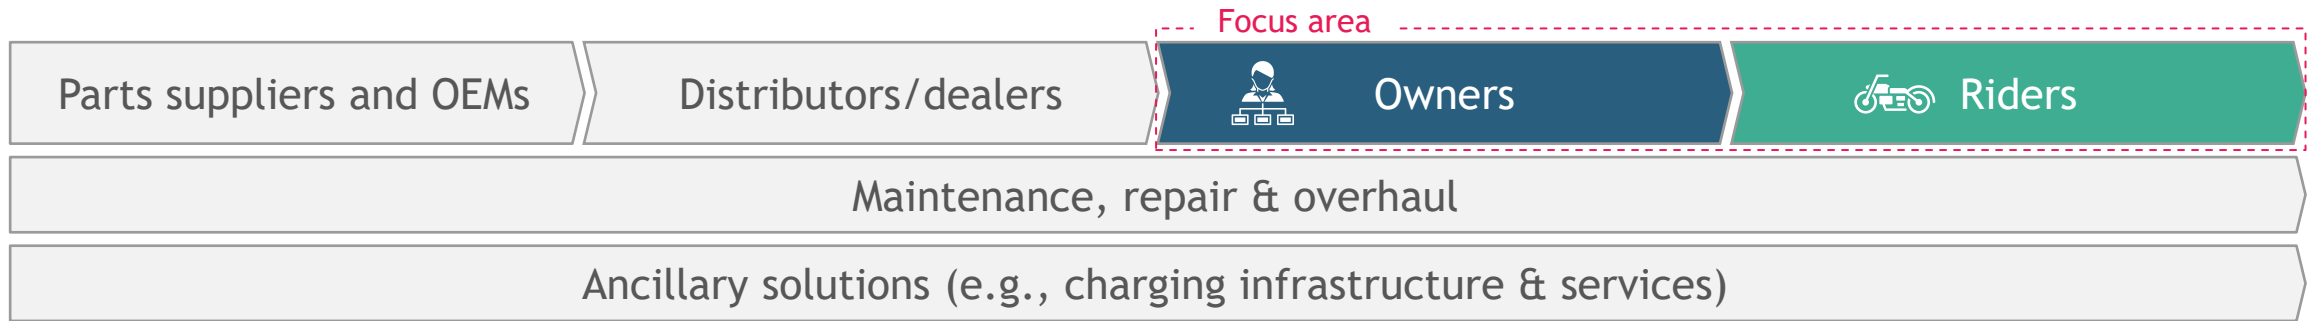 Focus area
Parts suppliers and OEMs
Distributors/dealers
Owners
Riders
Maintenance, repair & overhaul
Ancillary solutions (e.g., charging infrastructure & services)